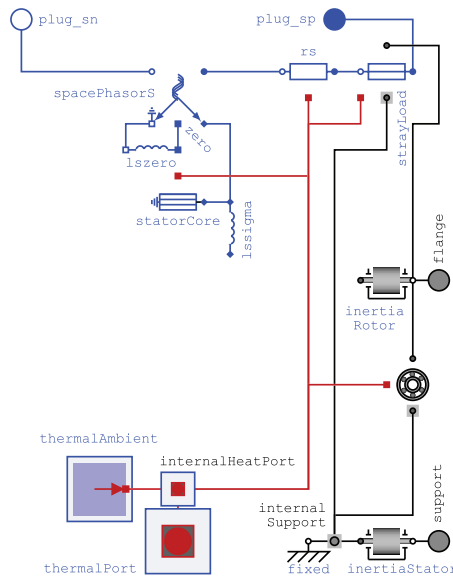 plug_sn
plug_sp
rs
spacePhasorS
strayLoad
zero
lszero
statorCore
lssigma
flange
inertia
Rotor
thermalAmbient
internalHeatPort
support
internal
Support
thermalPort
fixed
inertiaStator